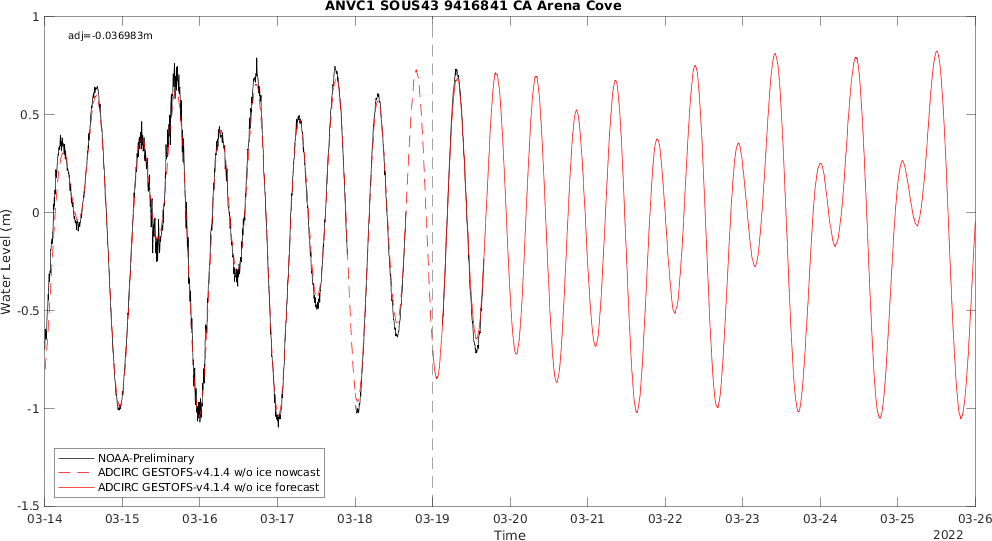 ANVC1 SOUS43 9416841 CA Arena Cove
adj=-0.036983m
1
0.5
0
-0.5
-1
-1.5
Water Level (m)
NOAA-Preliminary
ADCIRC GESTOFS-v4.1.4 w/o ice nowcast
ADCIRC GESTOFS-v4.1.4 w/o ice forecast
03-14 03-15 03-16 03-17 03-18 03-19 03-20 03-21 03-22 03-23 03-24 03-25 03-26
Time
2022